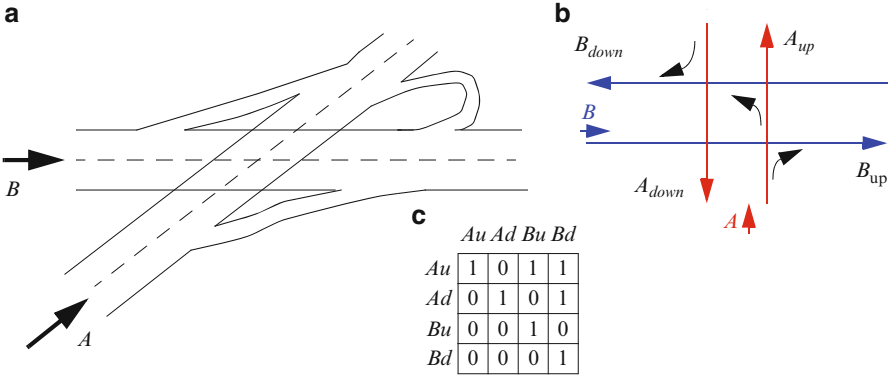 a
B
A
b
B_down
A_up
B
B_up
A_down
A
c
Au Ad Bu Bd
Au 1 0 1 1
Ad 0 1 0 1
Bu 0 0 1 0
Bd 0 0 0 1